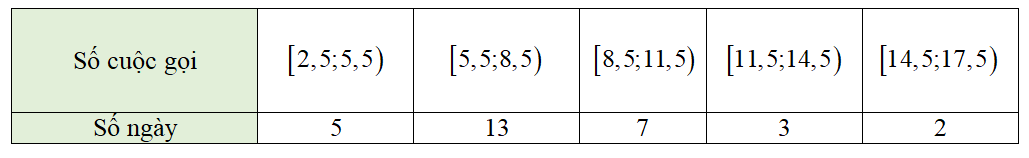 Số cuộc gọi [2,5;5,5) [5,5;8,5) [8,5;11,5) [11,5;14,5) [14,5;17,5)
Số ngày 5 13 7 3 2